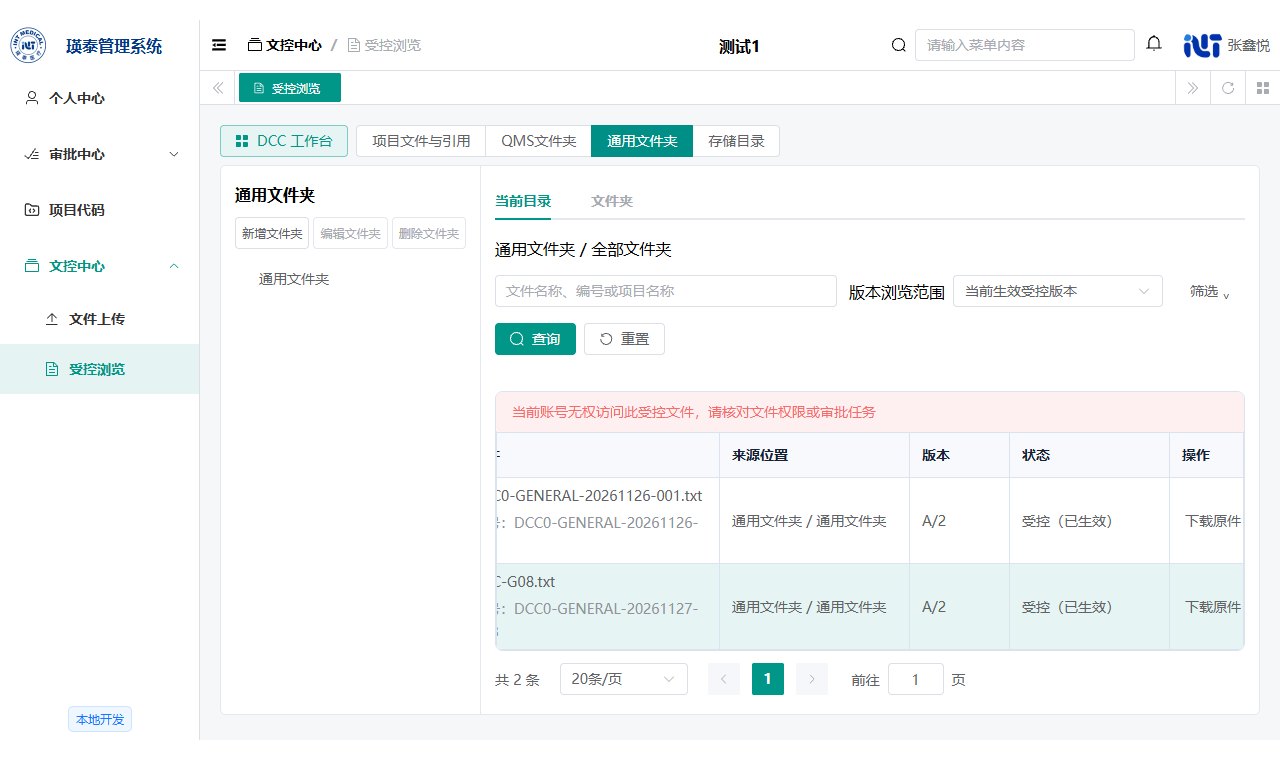 瑛泰管理系统
文控中心 / 受控浏览
测试1
请输入菜单内容
张鑫悦
个人中心
审批中心
项目代码
文控中心
文件上传
受控浏览
本地开发
受控浏览
DCC 工作台
项目文件与引用
QMS文件夹
通用文件夹
存储目录
通用文件夹
新增文件夹
编辑文件夹
删除文件夹
通用文件夹
当前目录
文件夹
通用文件夹 / 全部文件夹
文件名称、编号或项目名称
版本浏览范围
当前生效受控版本
筛选
查询
重置
当前账号无权访问此受控文件，请核对文件权限或审批任务
来源位置
版本
状态
操作
C0-GENERAL-20261126-001.txt
：DCC0-GENERAL-20261126-
通用文件夹 / 通用文件夹
A/2
受控（已生效）
下载原件
C-G08.txt
：DCC0-GENERAL-20261127-
通用文件夹 / 通用文件夹
A/2
受控（已生效）
下载原件
共 2 条
20条/页
1
前往
1
页